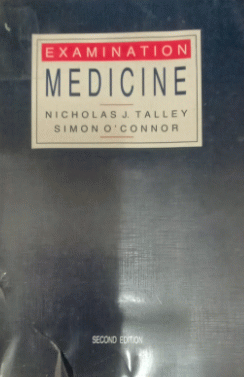 EXAMINATION
MEDICINE
NICHOLAS J. TALLEY
SIMON O'CONNOR
SECOND EDITION